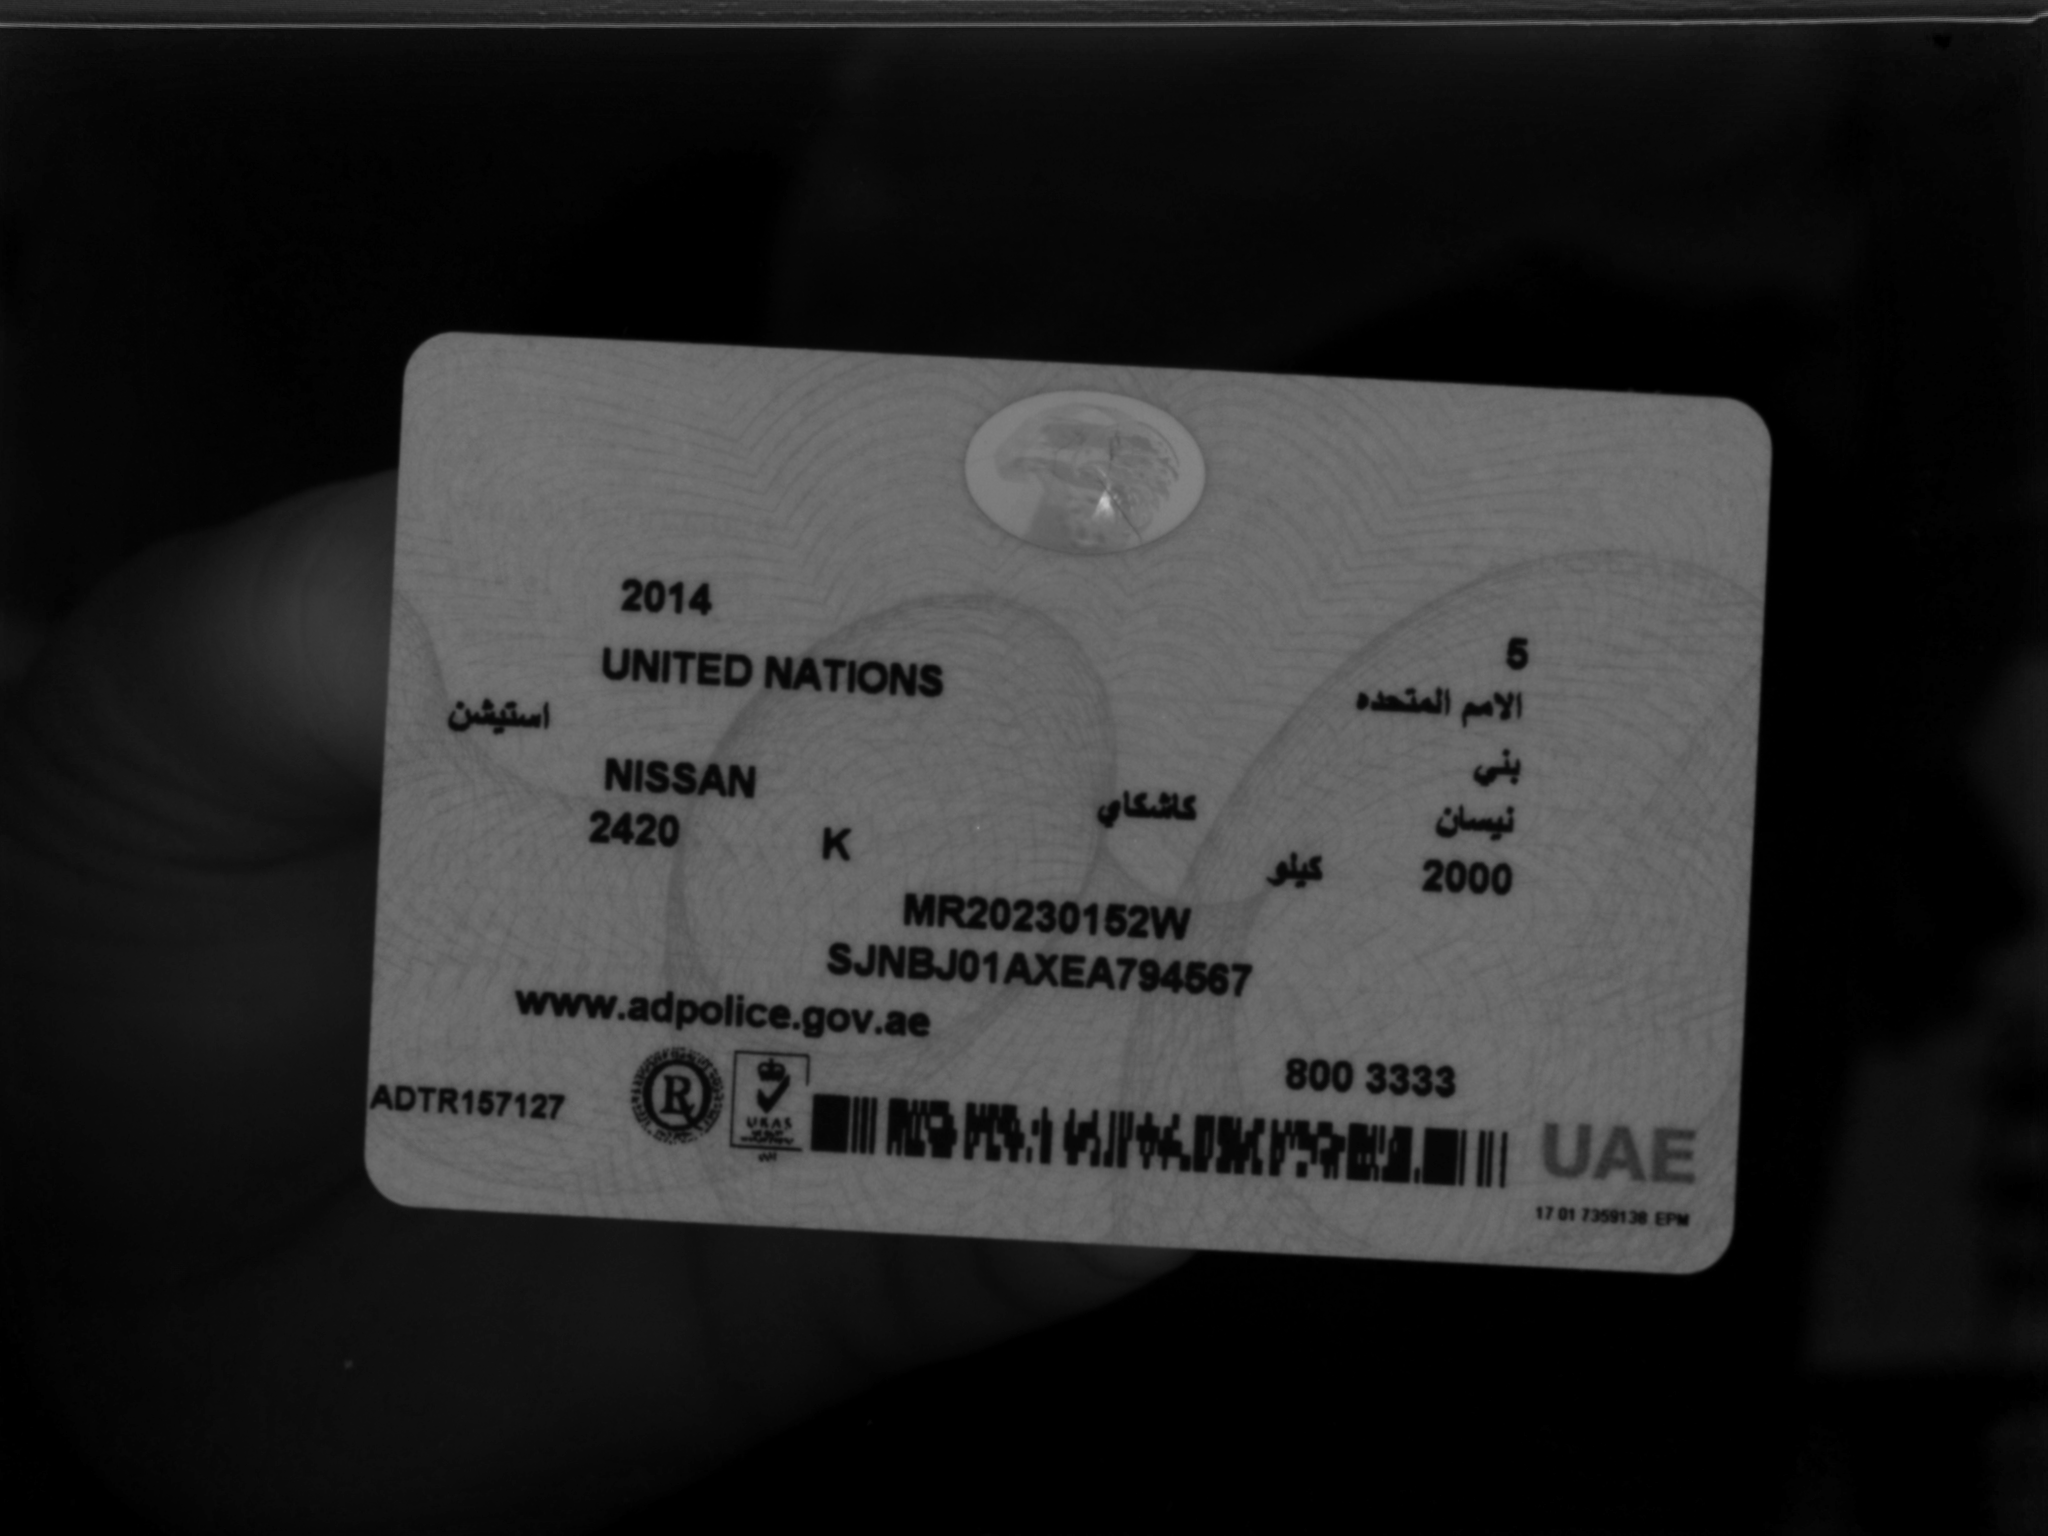 2014
5
UNITED NATIONS الامم المتحده
استيشن بني
NISSAN كاشكاي نيسان
2420 K كيلو 2000
MR20230152W
SJNBJ01AXEA794567
www.adpolice.gov.ae
800 3333
ADTR157127 R UKAS UAE
17 01 7359138 EPM